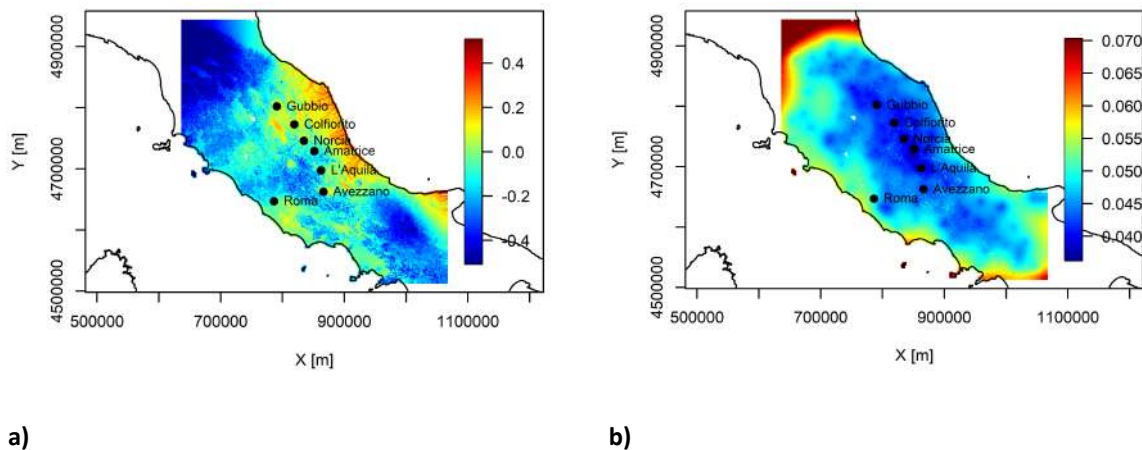 Y [m]
4500000
4700000
4900000
Gubbio
Colfiorito
Norcia
Amatrice
L'Aquila
Avezzano
Roma
0.4
0.2
0.0
-0.2
-0.4
500000 700000 900000 1100000
X [m]
Y [m]
4500000
4700000
4900000
Gubbio
Colfiorito
Norcia
Amatrice
L'Aquila
Avezzano
Roma
0.070
0.065
0.060
0.055
0.050
0.045
0.040
500000 700000 900000 1100000
X [m]
a)
b)